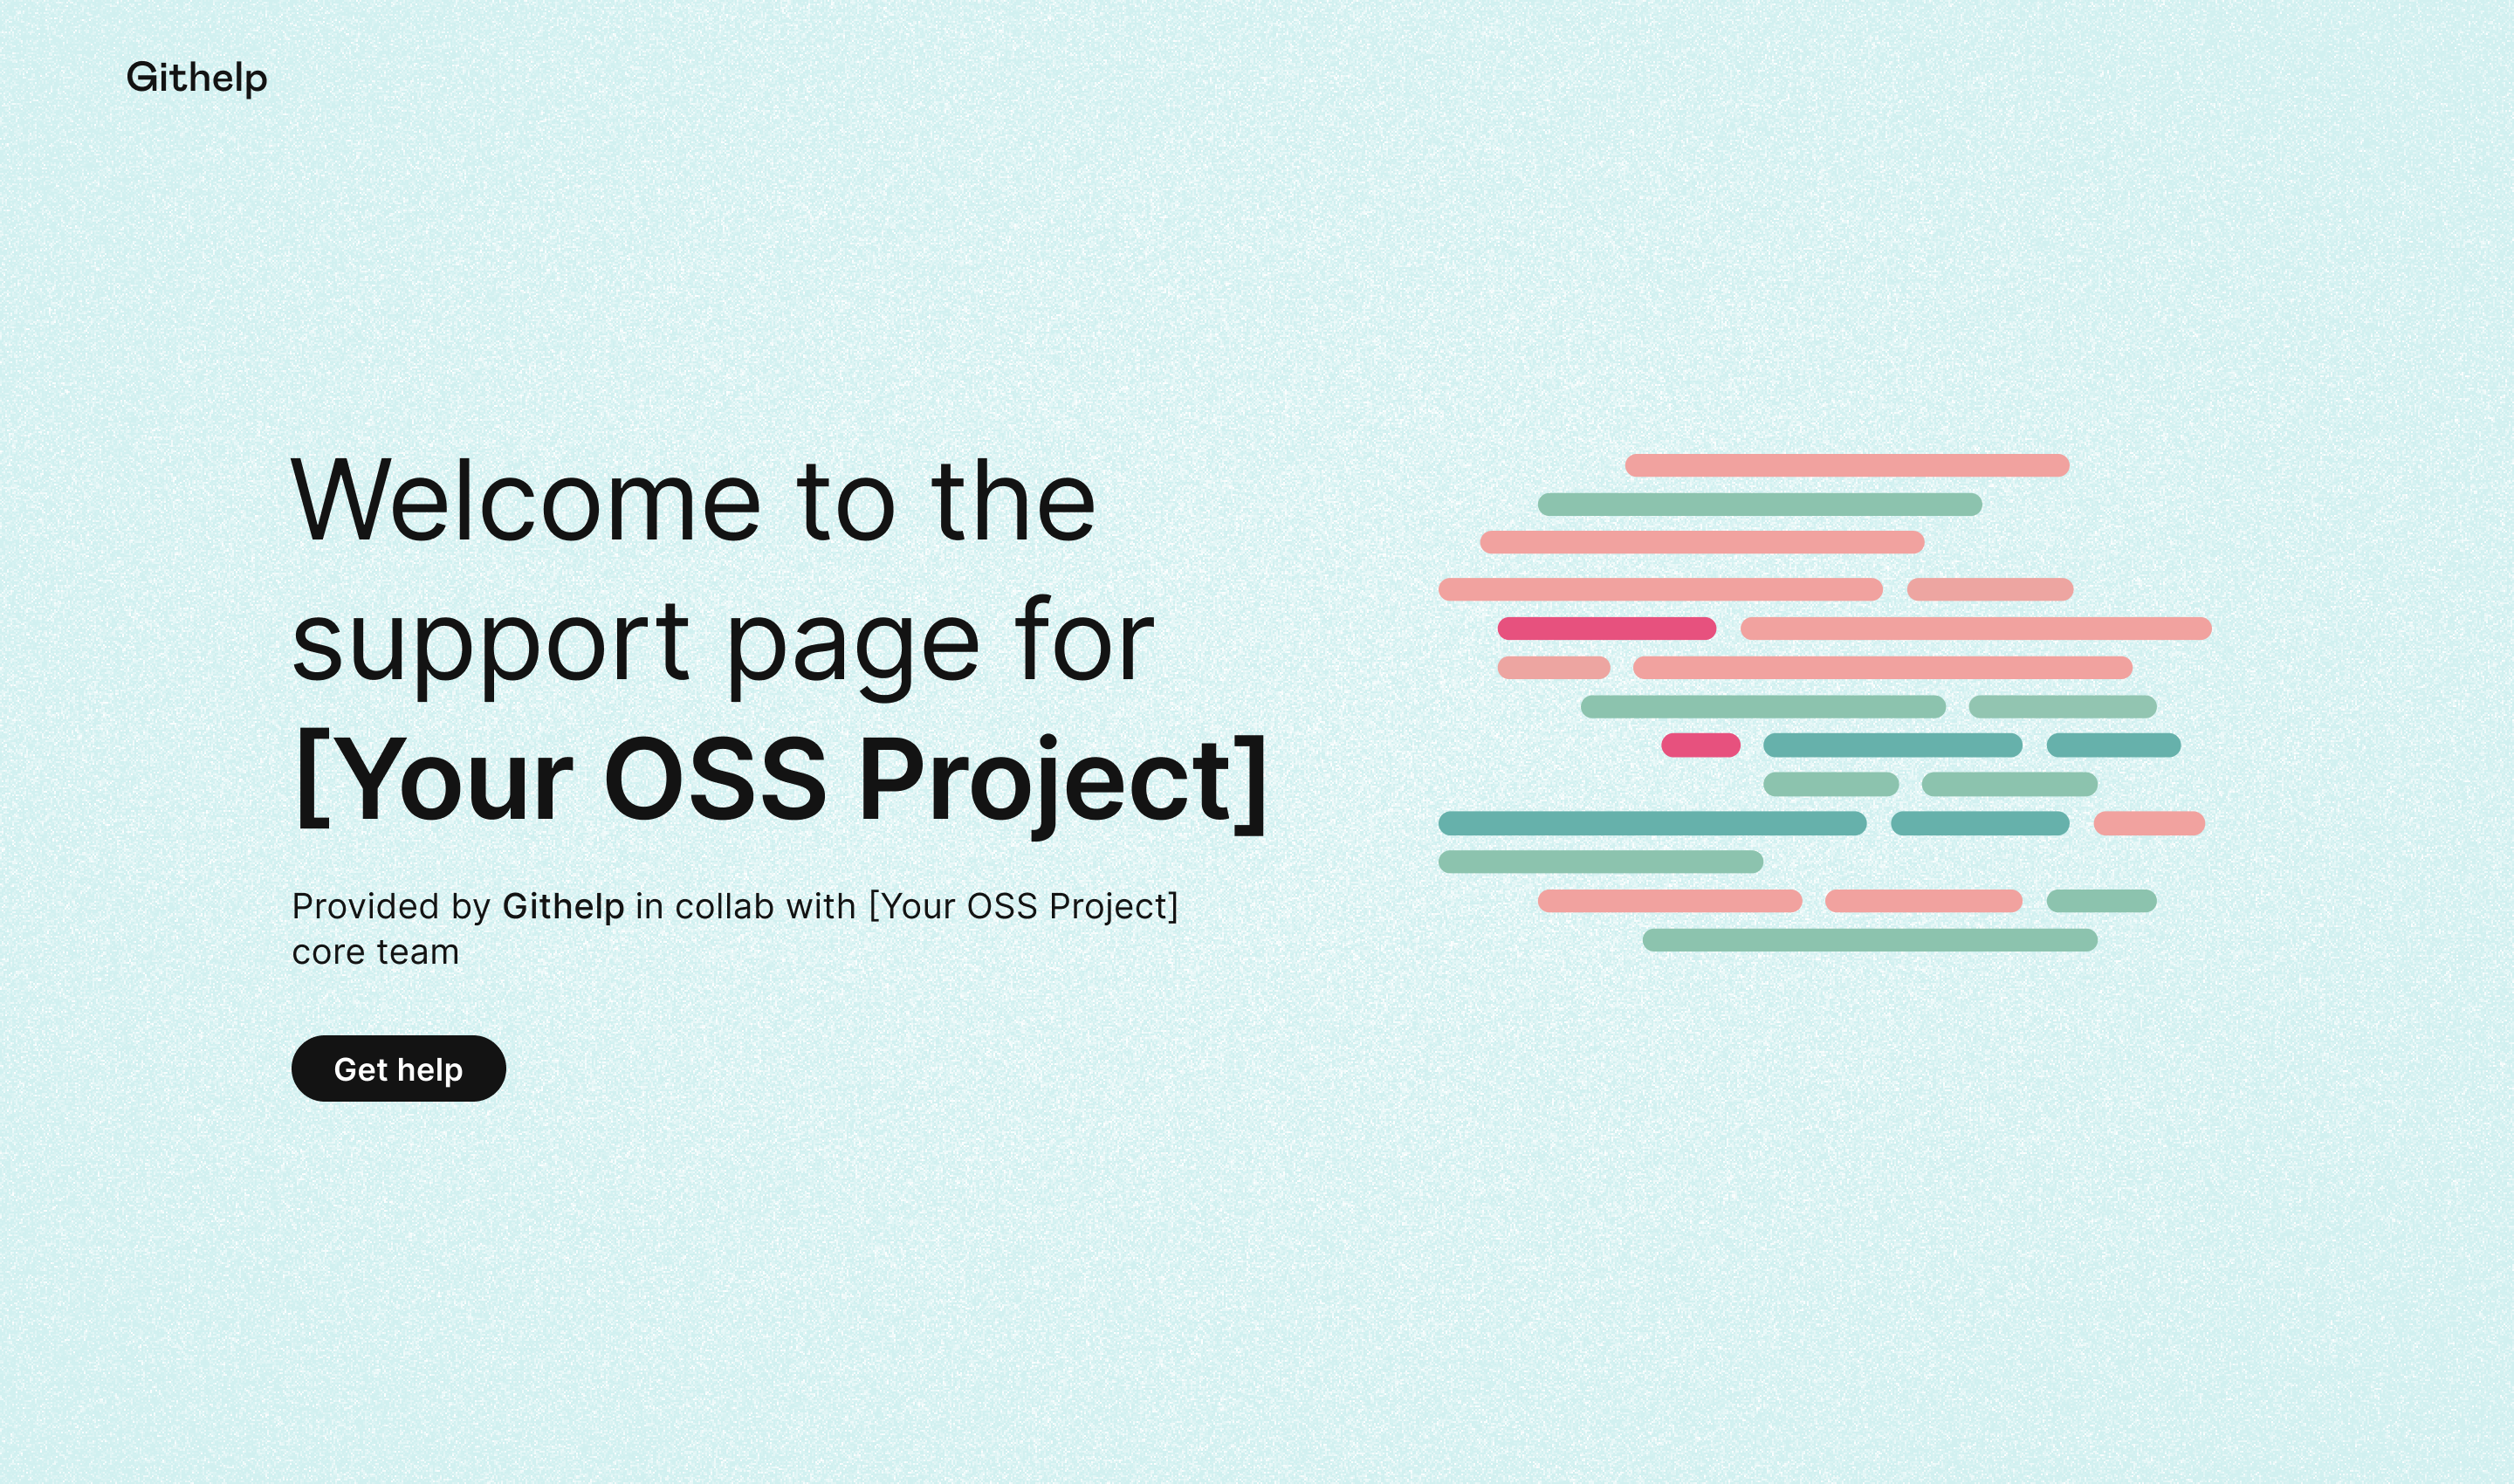 Githelp
Welcome to the
support page for
[Your OSS Project]
Provided by Githelp in collab with [Your OSS Project]
core team
Get help